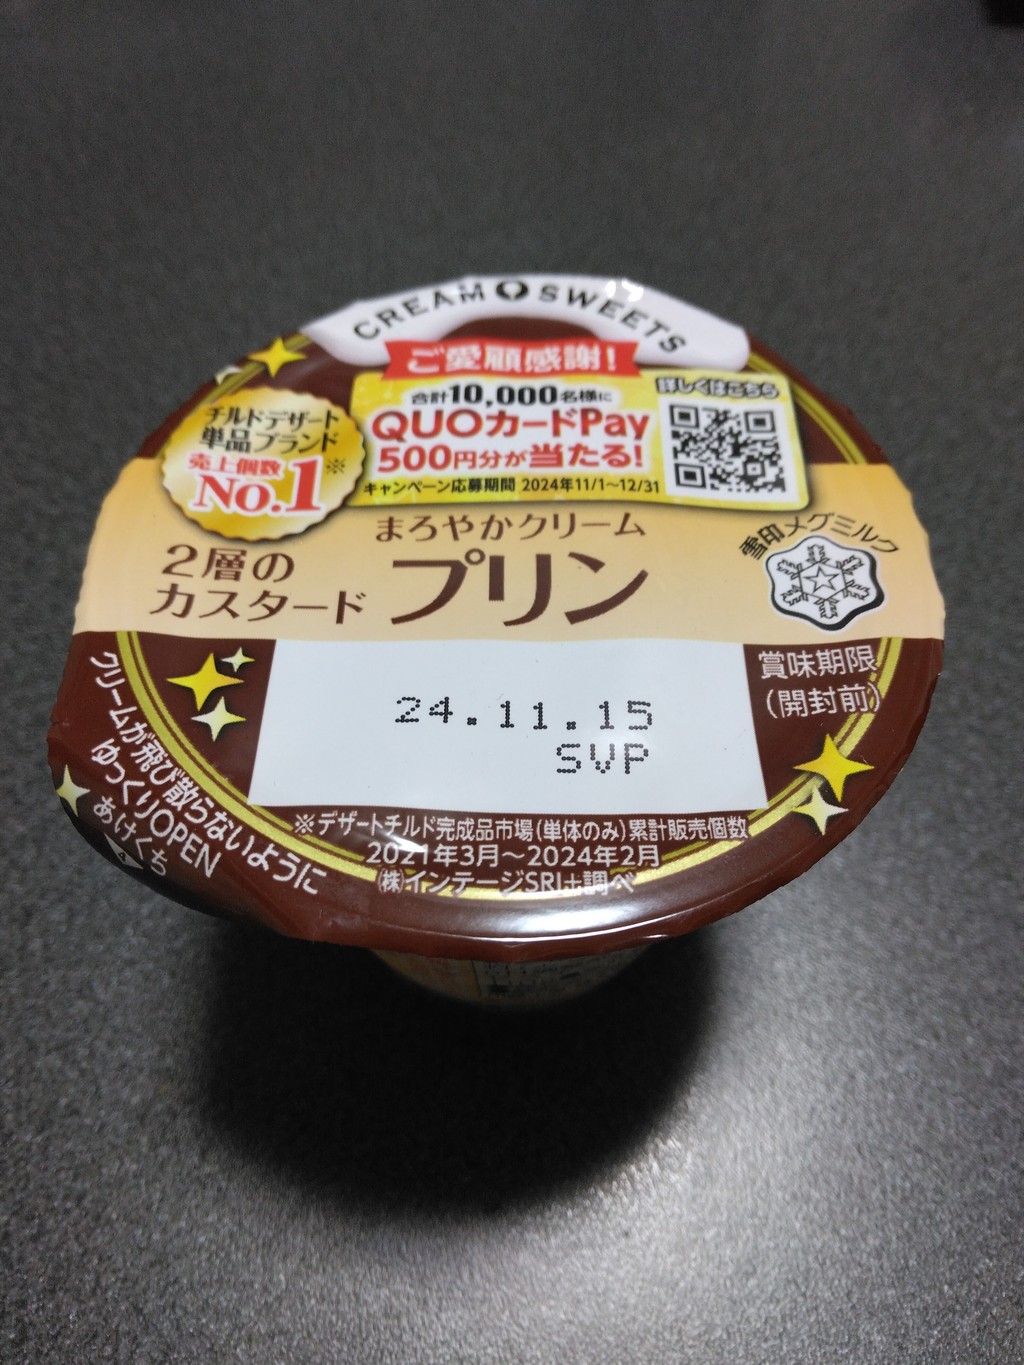 CREAM SWEETS
ご愛顧感謝!
合計10,000名様に
QUOカードPay
500円分が当たる!
キャンペーン応募期間 2024年11/1~12/31
詳しくはこちら
チルドデザート
単品ブランド
売上個数※
No.1
まろやかクリーム
2層の
カスタード
プリン
雪印メグミルク
賞味期限
(開封前)
24.11.15
SVP
クリームが飛び散らないように
ゆっくりOPEN
あけくち
※デザートチルド完成品市場(単体のみ)累計販売個数
2021年3月~2024年2月
㈱インテージSRI+調べ